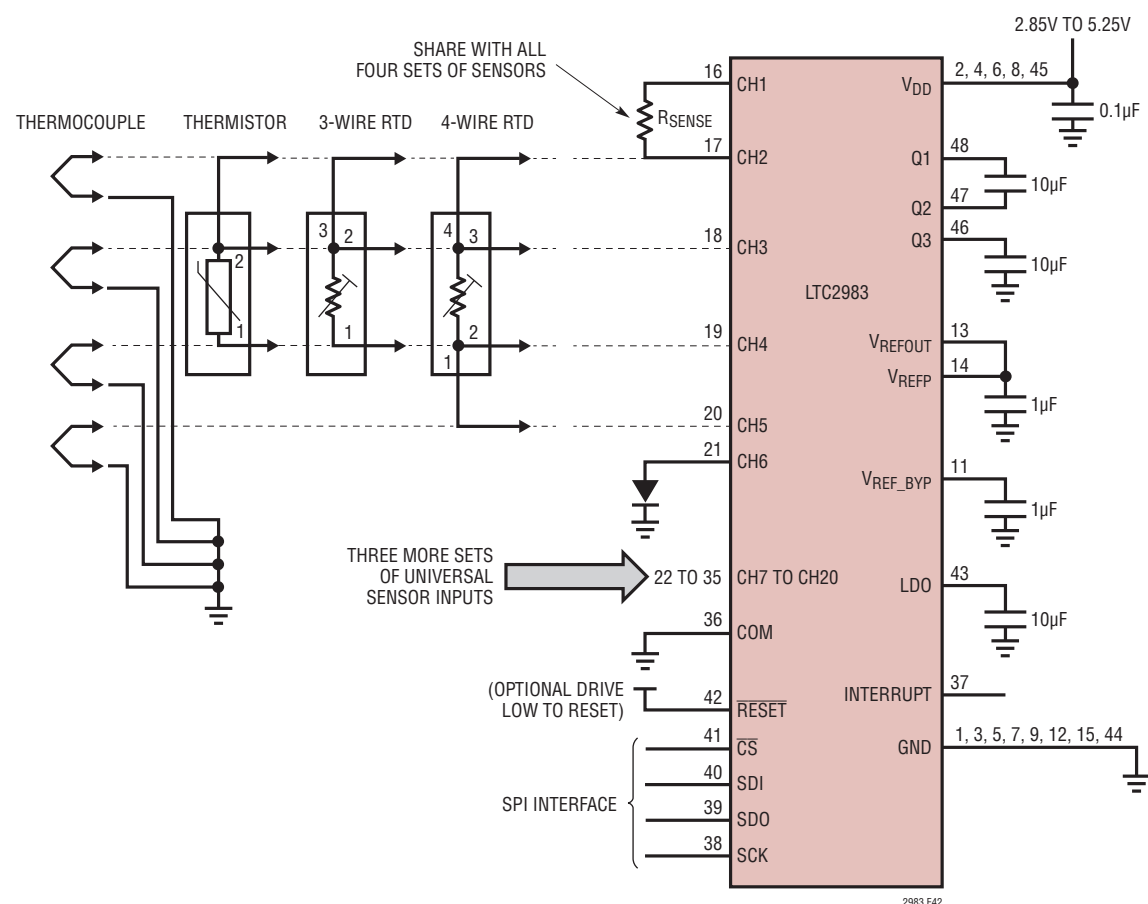 2.85V TO 5.25V
SHARE WITH ALL
FOUR SETS OF SENSORS
16
CH1
VDD
2, 4, 6, 8, 45
0.1µF
RSENSE
THERMOCOUPLE
THERMISTOR
3-WIRE RTD
4-WIRE RTD
17
CH2
Q1
48
10µF
Q2
47
3
2
4
3
18
CH3
Q3
46
10µF
2
LTC2983
1
1
2
1
19
CH4
VREFOUT
13
VREFP
14
1µF
20
CH5
21
CH6
VREF_BYP
11
1µF
THREE MORE SETS
OF UNIVERSAL
SENSOR INPUTS
22 TO 35
CH7 TO CH20
LDO
43
10µF
36
COM
(OPTIONAL DRIVE
LOW TO RESET)
42
RESET
INTERRUPT
37
41
CS
GND
1, 3, 5, 7, 9, 12, 15, 44
40
SDI
SPI INTERFACE
39
SDO
38
SCK
2983 F42